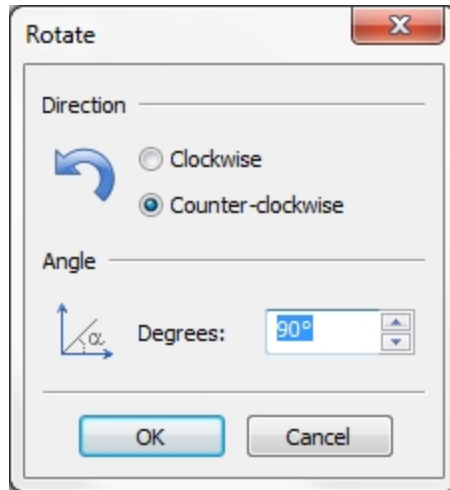 Rotate
Direction
Clockwise
Counter-clockwise
Angle
α
Degrees: 90°
OK Cancel